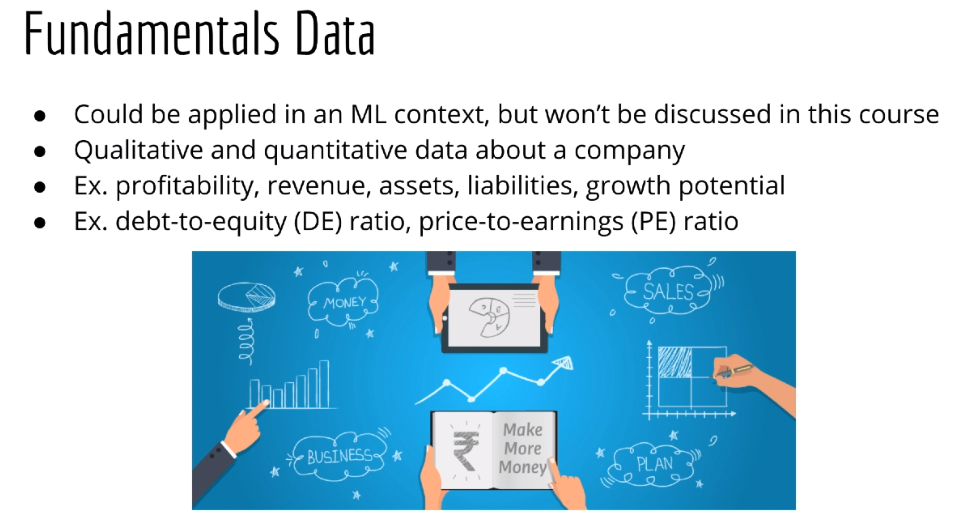 Fundamentals Data
● Could be applied in an ML context, but won't be discussed in this course
● Qualitative and quantitative data about a company
● Ex. profitability, revenue, assets, liabilities, growth potential
● Ex. debt-to-equity (DE) ratio, price-to-earnings (PE) ratio
MONEY
SALES
BUSINESS
₹
Make
More
Money
PLAN